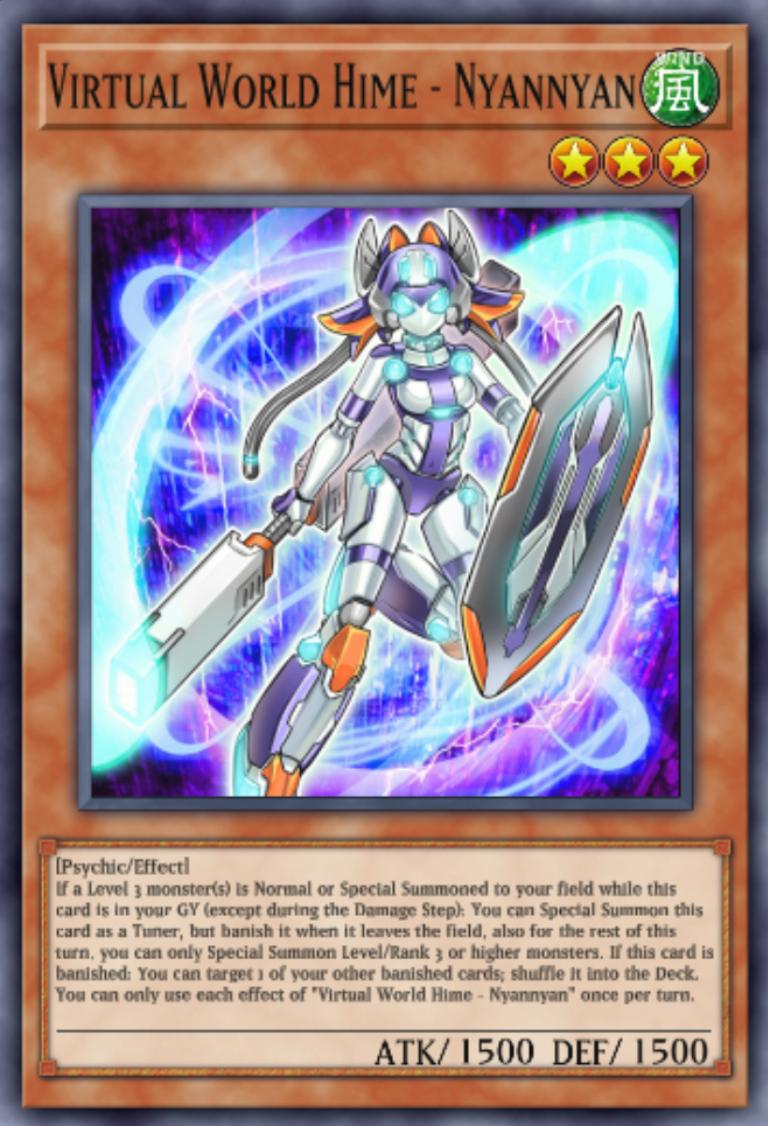 Virtual World Hime - Nyannyan
WIND
風
[Psychic/Effect]
If a Level 3 monster(s) is Normal or Special Summoned to your field while this
card is in your GY (except during the Damage Step): You can Special Summon this
card as a Tuner, but banish it when it leaves the field, also for the rest of this
turn, you can only Special Summon Level/Rank 3 or higher monsters. If this card is
banished: You can target 1 of your other banished cards; shuffle it into the Deck.
You can only use each effect of "Virtual World Hime - Nyannyan" once per turn.
ATK/ 1500 DEF/ 1500